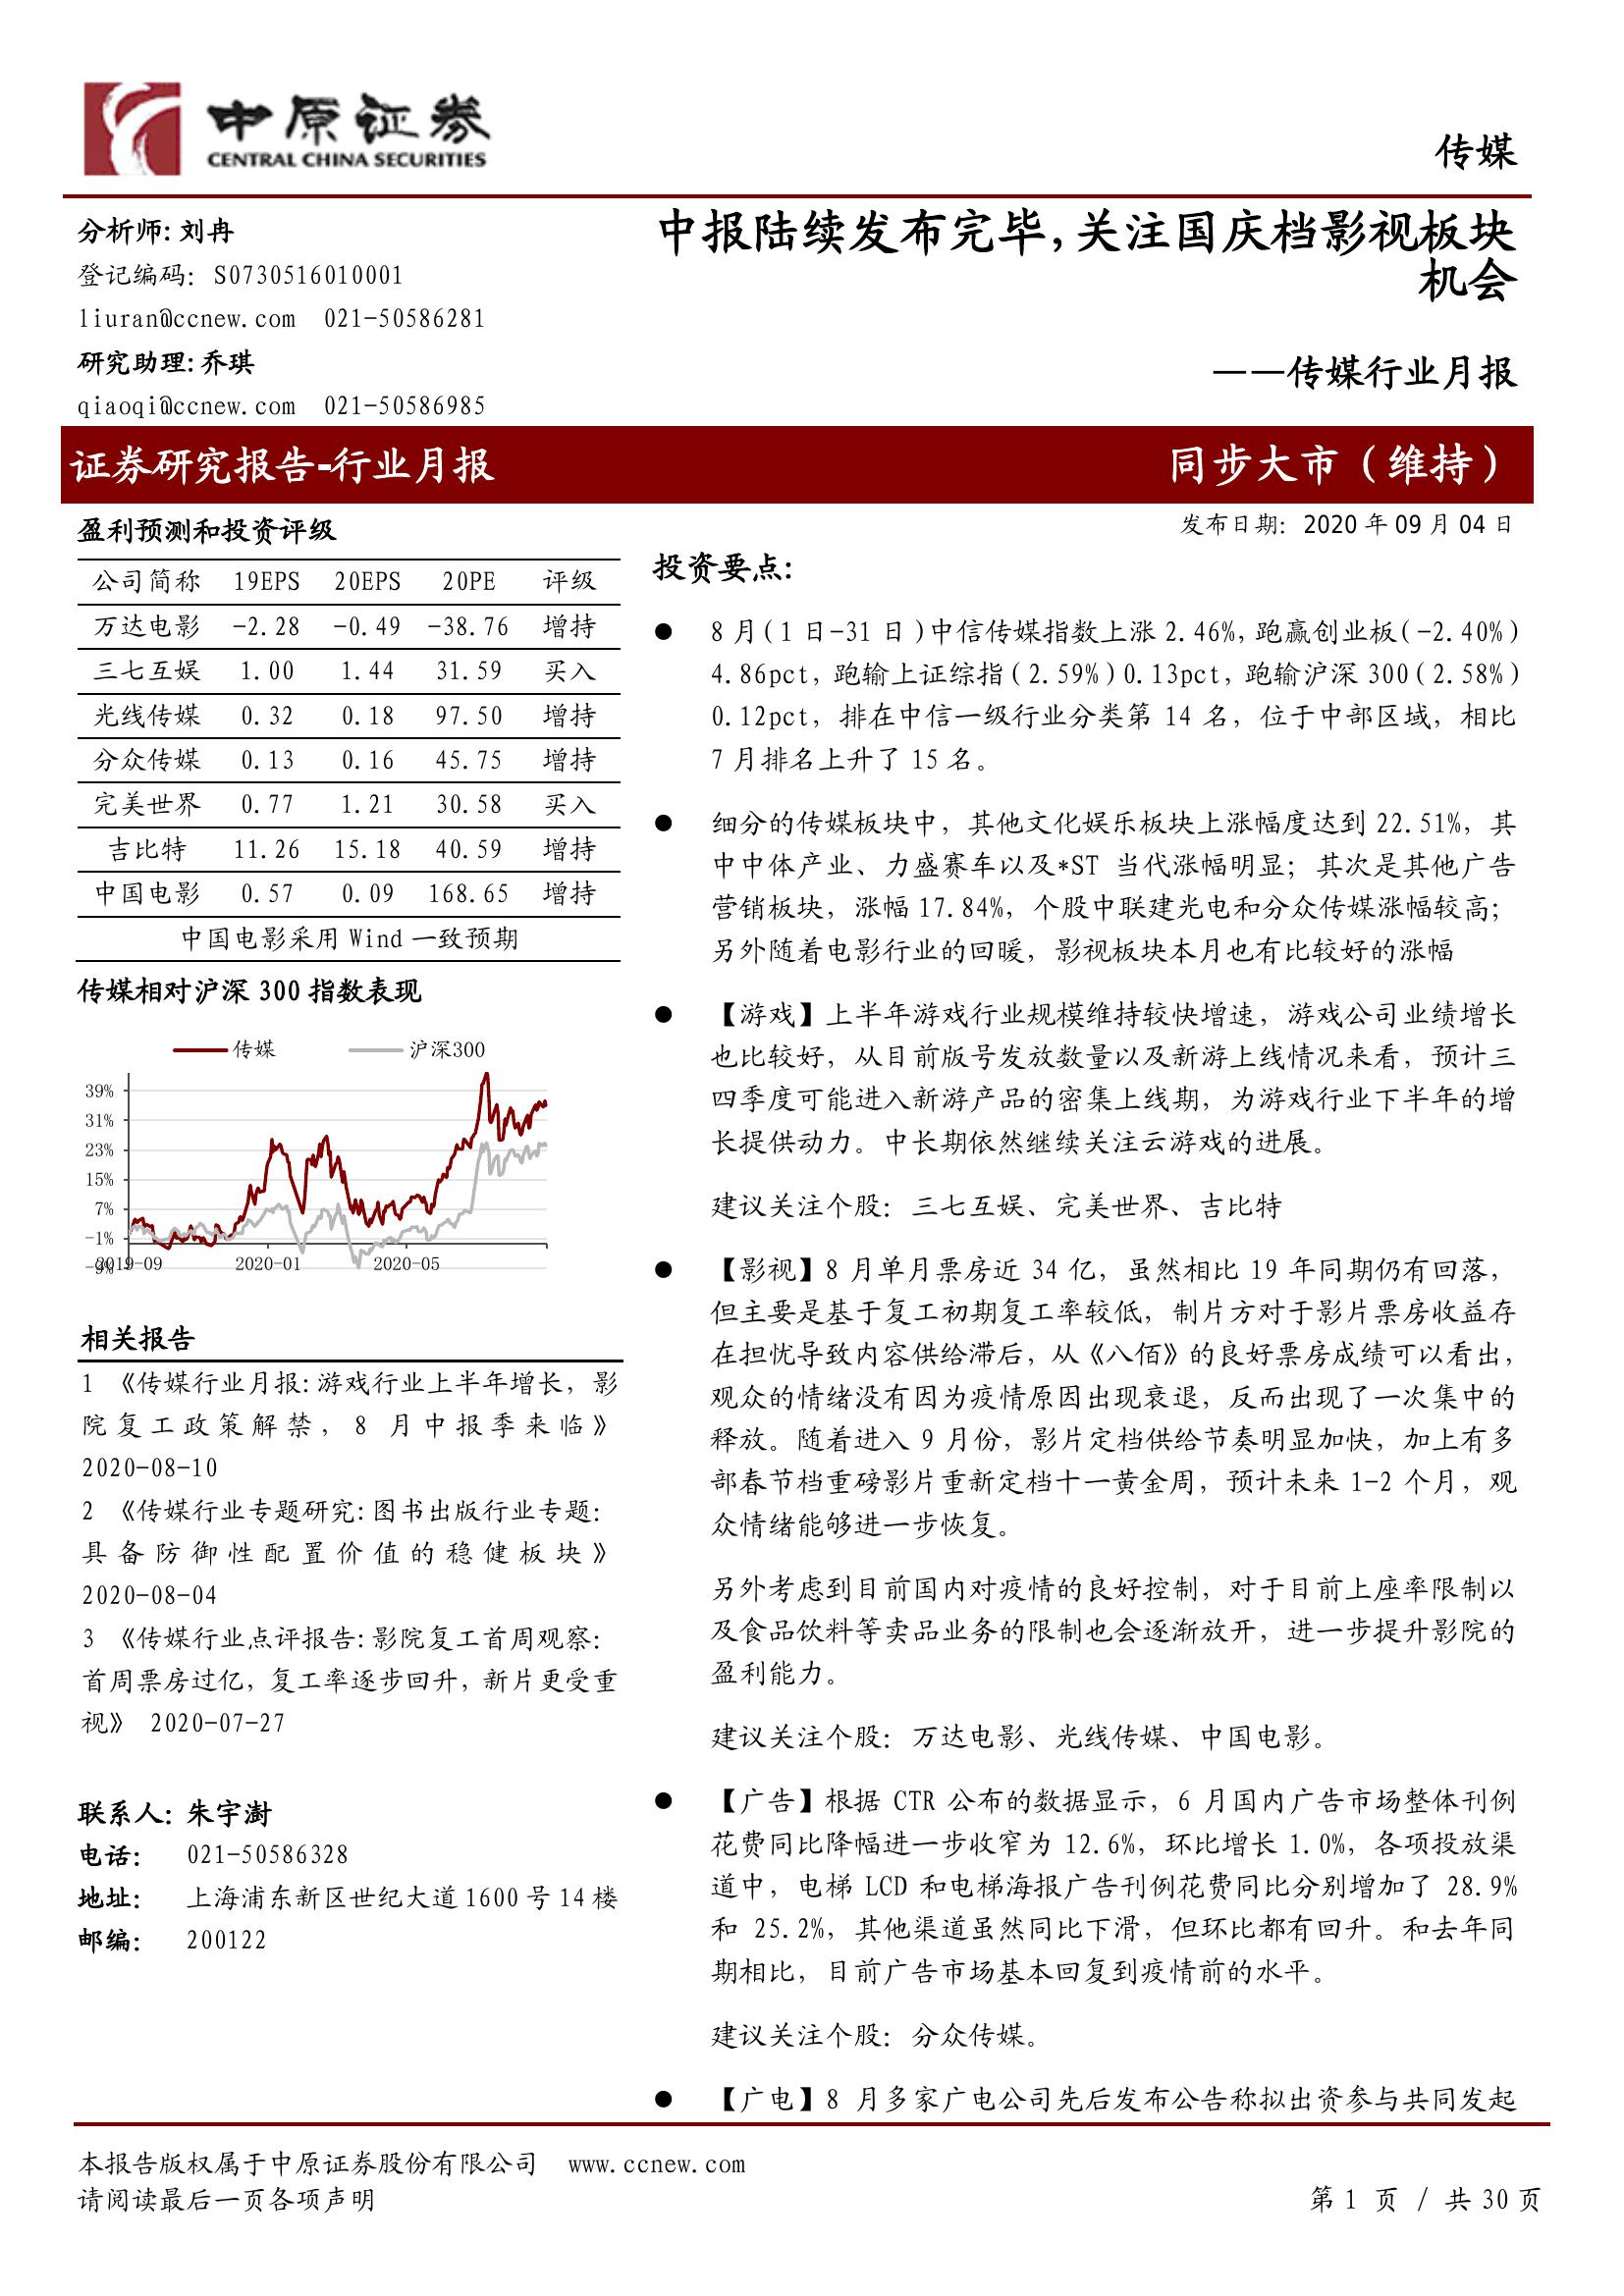 中原证券
CENTRAL CHINA SECURITIES
传媒
分析师:刘冉
登记编码: S0730516010001
liuran@ccnew.com 021-50586281
研究助理:乔琪
qiaoqi@ccnew.com 021-50586985
中报陆续发布完毕,关注国庆档影视板块
机会
——传媒行业月报
证券研究报告-行业月报
同步大市(维持)
盈利预测和投资评级
公司简称 19EPS 20EPS 20PE 评级
万达电影 -2.28 -0.49 -38.76 增持
三七互娱 1.00 1.44 31.59 买入
光线传媒 0.32 0.18 97.50 增持
分众传媒 0.13 0.16 45.75 增持
完美世界 0.77 1.21 30.58 买入
吉比特 11.26 15.18 40.59 增持
中国电影 0.57 0.09 168.65 增持
中国电影采用 Wind 一致预期
传媒相对沪深 300 指数表现
传媒 沪深300
39%
31%
23%
15%
7%
-1%
-9%
2019-09 2020-01 2020-05
相关报告
1 《传媒行业月报:游戏行业上半年增长,影
院复工政策解禁,8 月中报季来临》
2020-08-10
2 《传媒行业专题研究:图书出版行业专题:
具备防御性配置价值的稳健板块》
2020-08-04
3 《传媒行业点评报告:影院复工首周观察:
首周票房过亿,复工率逐步回升,新片更受重
视》 2020-07-27
联系人: 朱宇澍
电话: 021-50586328
地址: 上海浦东新区世纪大道 1600 号 14 楼
邮编: 200122
发布日期: 2020 年 09 月 04 日
投资要点:
● 8 月(1 日-31 日)中信传媒指数上涨 2.46%,跑赢创业板(-2.40%)
4.86pct,跑输上证综指(2.59%)0.13pct,跑输沪深 300(2.58%)
0.12pct,排在中信一级行业分类第 14 名,位于中部区域,相比
7 月排名上升了 15 名。
● 细分的传媒板块中,其他文化娱乐板块上涨幅度达到 22.51%,其
中中体产业、力盛赛车以及*ST 当代涨幅明显;其次是其他广告
营销板块,涨幅 17.84%,个股中联建光电和分众传媒涨幅较高;
另外随着电影行业的回暖,影视板块本月也有比较好的涨幅
● 【游戏】上半年游戏行业规模维持较快增速,游戏公司业绩增长
也比较好,从目前版号发放数量以及新游上线情况来看,预计三
四季度可能进入新游产品的密集上线期,为游戏行业下半年的增
长提供动力。中长期依然继续关注云游戏的进展。
建议关注个股:三七互娱、完美世界、吉比特
● 【影视】8 月单月票房近 34 亿,虽然相比 19 年同期仍有回落,
但主要是基于复工初期复工率较低,制片方对于影片票房收益存
在担忧导致内容供给滞后,从《八佰》的良好票房成绩可以看出,
观众的情绪没有因为疫情原因出现衰退,反而出现了一次集中的
释放。随着进入 9 月份,影片定档供给节奏明显加快,加上有多
部春节档重磅影片重新定档十一黄金周,预计未来 1-2 个月,观
众情绪能够进一步恢复。
另外考虑到目前国内对疫情的良好控制,对于目前上座率限制以
及食品饮料等卖品业务的限制也会逐渐放开,进一步提升影院的
盈利能力。
建议关注个股:万达电影、光线传媒、中国电影。
● 【广告】根据 CTR 公布的数据显示,6 月国内广告市场整体刊例
花费同比降幅进一步收窄为 12.6%,环比增长 1.0%,各项投放渠
道中,电梯 LCD 和电梯海报广告刊例花费同比分别增加了 28.9%
和 25.2%,其他渠道虽然同比下滑,但环比都有回升。和去年同
期相比,目前广告市场基本回复到疫情前的水平。
建议关注个股:分众传媒。
● 【广电】8 月多家广电公司先后发布公告称拟出资参与共同发起
本报告版权属于中原证券股份有限公司 www.ccnew.com
请阅读最后一页各项声明
第 1 页 / 共 30 页